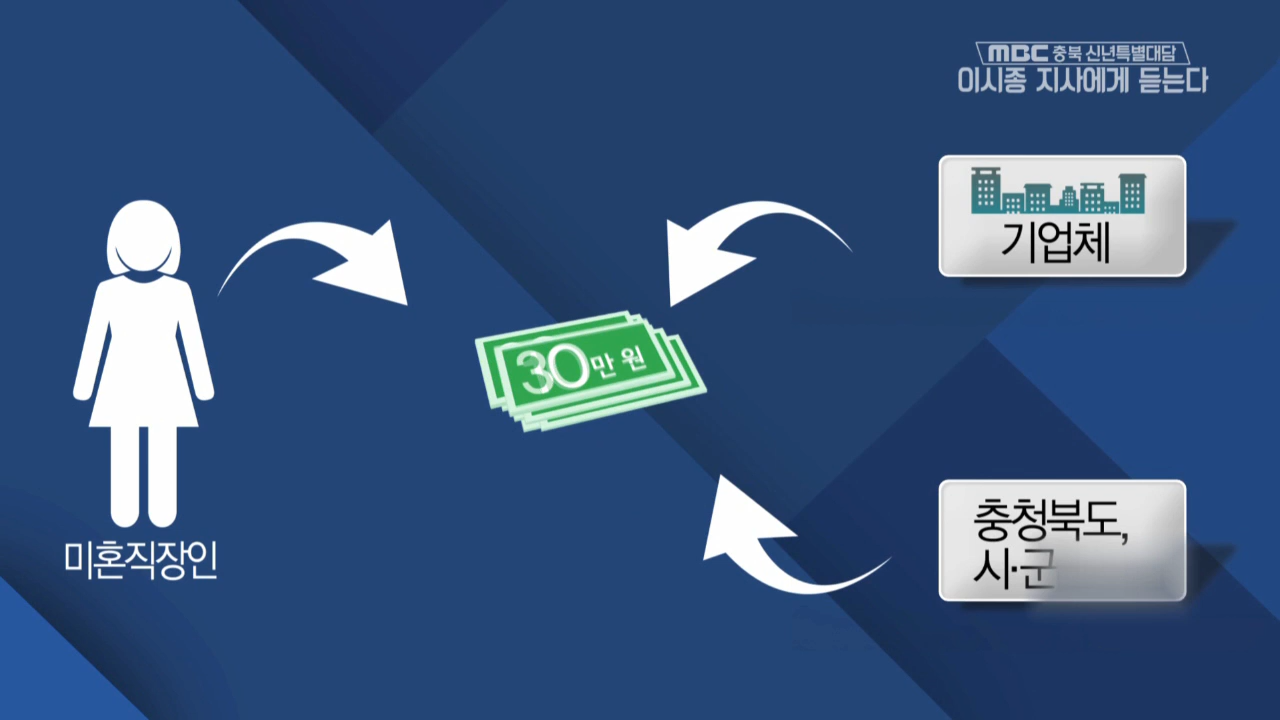 MBC 충북 신년특별대담
이시종 지사에게 듣는다
기업체
30만 원
충청북도,
시·군
미혼직장인